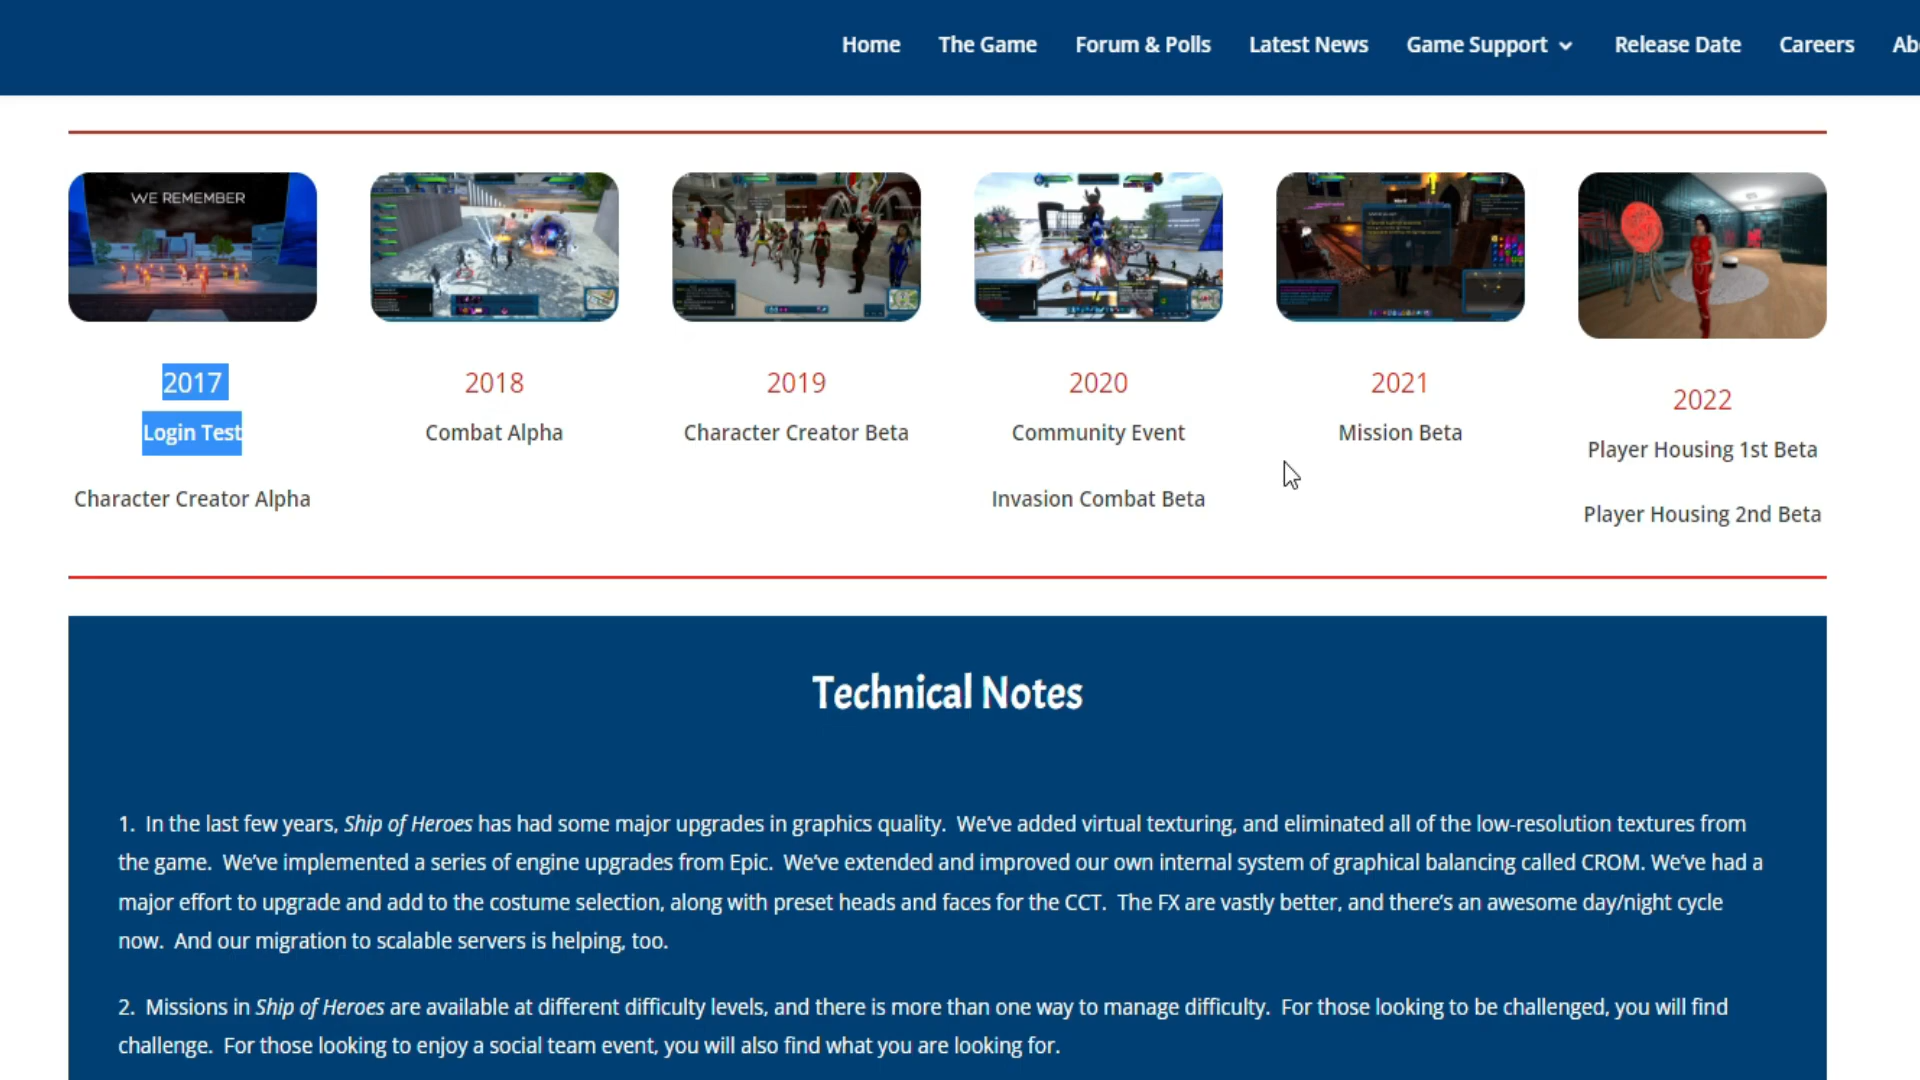 Home The Game Forum & Polls Latest News Game Support Release Date Careers
WE REMEMBER
2017
Login Test
Character Creator Alpha
2018
Combat Alpha
2019
Character Creator Beta
2020
Community Event
Invasion Combat Beta
2021
Mission Beta
2022
Player Housing 1st Beta
Player Housing 2nd Beta
Technical Notes
1. In the last few years, Ship of Heroes has had some major upgrades in graphics quality. We've added virtual texturing, and eliminated all of the low-resolution textures from
the game. We've implemented a series of engine upgrades from Epic. We've extended and improved our own internal system of graphical balancing called CROM. We've had a
major effort to upgrade and add to the costume selection, along with preset heads and faces for the CCT. The FX are vastly better, and there's an awesome day/night cycle
now. And our migration to scalable servers is helping, too.
2. Missions in Ship of Heroes are available at different difficulty levels, and there is more than one way to manage difficulty. For those looking to be challenged, you will find
challenge. For those looking to enjoy a social team event, you will also find what you are looking for.